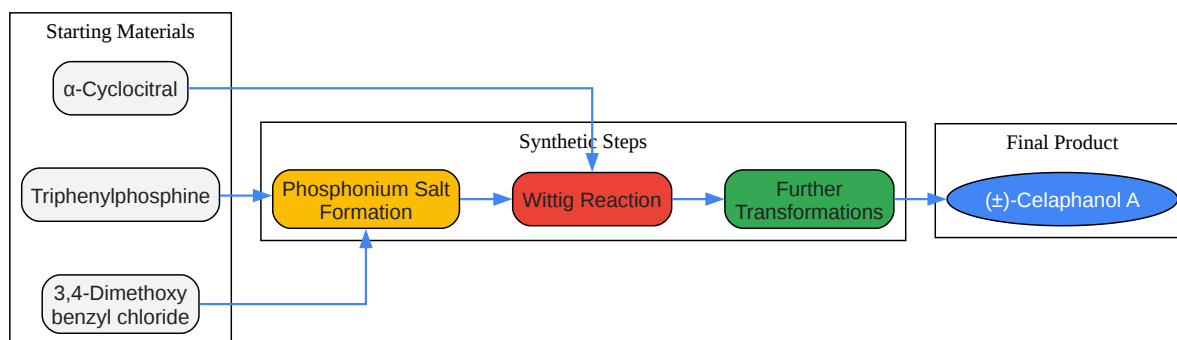 Starting Materials
α-Cyclocitral
Triphenylphosphine
3,4-Dimethoxy
benzyl chloride
Synthetic Steps
Phosphonium Salt
Formation
Wittig Reaction
Further
Transformations
Final Product
(±)-Celaphanol A